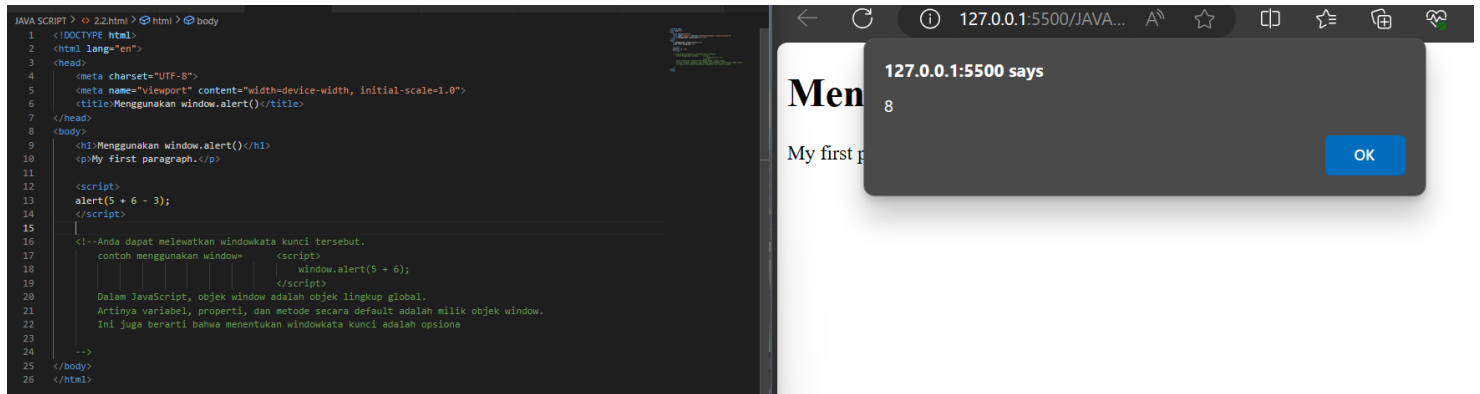 JAVA SCRIPT > <> 2.2.html > html > body
1 <!DOCTYPE html>
2 <html lang="en">
3 <head>
4 <meta charset="UTF-8">
5 <meta name="viewport" content="width=device-width, initial-scale=1.0">
6 <title>Menggunakan window.alert()</title>
7 </head>
8 <body>
9 <h1>Menggunakan window.alert()</h1>
10 <p>My first paragraph.</p>
11
12 <script>
13 alert(5 + 6 - 3);
14 </script>
15
16 <!--Anda dapat melewatkan windowkata kunci tersebut.
17 contoh menggunakan window= <script>
18 window.alert(5 + 6);
19 </script>
20 Dalam JavaScript, objek window adalah objek lingkup global.
21 Artinya variabel, properti, dan metode secara default adalah milik objek window.
22 Ini juga berarti bahwa menentukan windowkata kunci adalah opsiona
23
24 -->
25 </body>
26 </html>
127.0.0.1:5500/JAVA...
127.0.0.1:5500 says
8
OK
Men
My first p